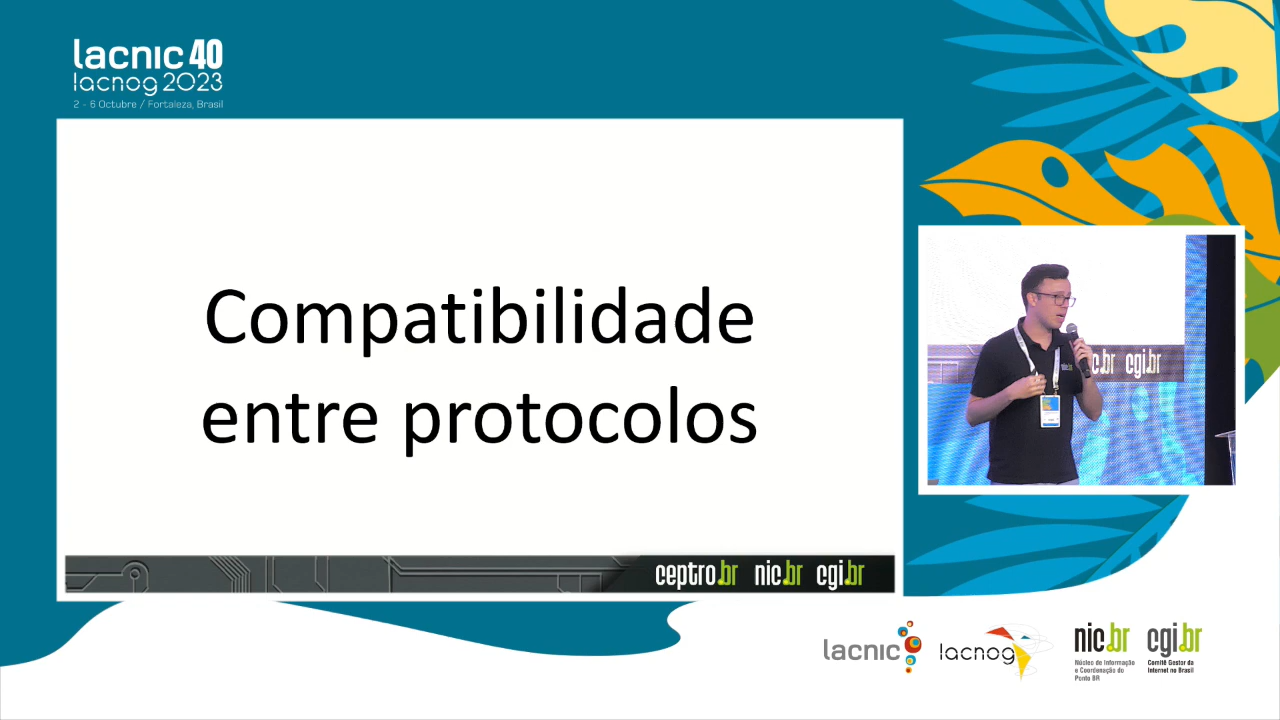 lacnic 40
lacnog 2023
2 - 6 Octubre / Fortaleza, Brasil
Compatibilidade
entre protocolos
ceptro.br nic.br cgi.br
c.br cgi.br
lacnic
lacnog
nic.br
Núcleo de Informação
e Coordenação do
Ponto BR
cgi.br
Comitê Gestor da
Internet no Brasil